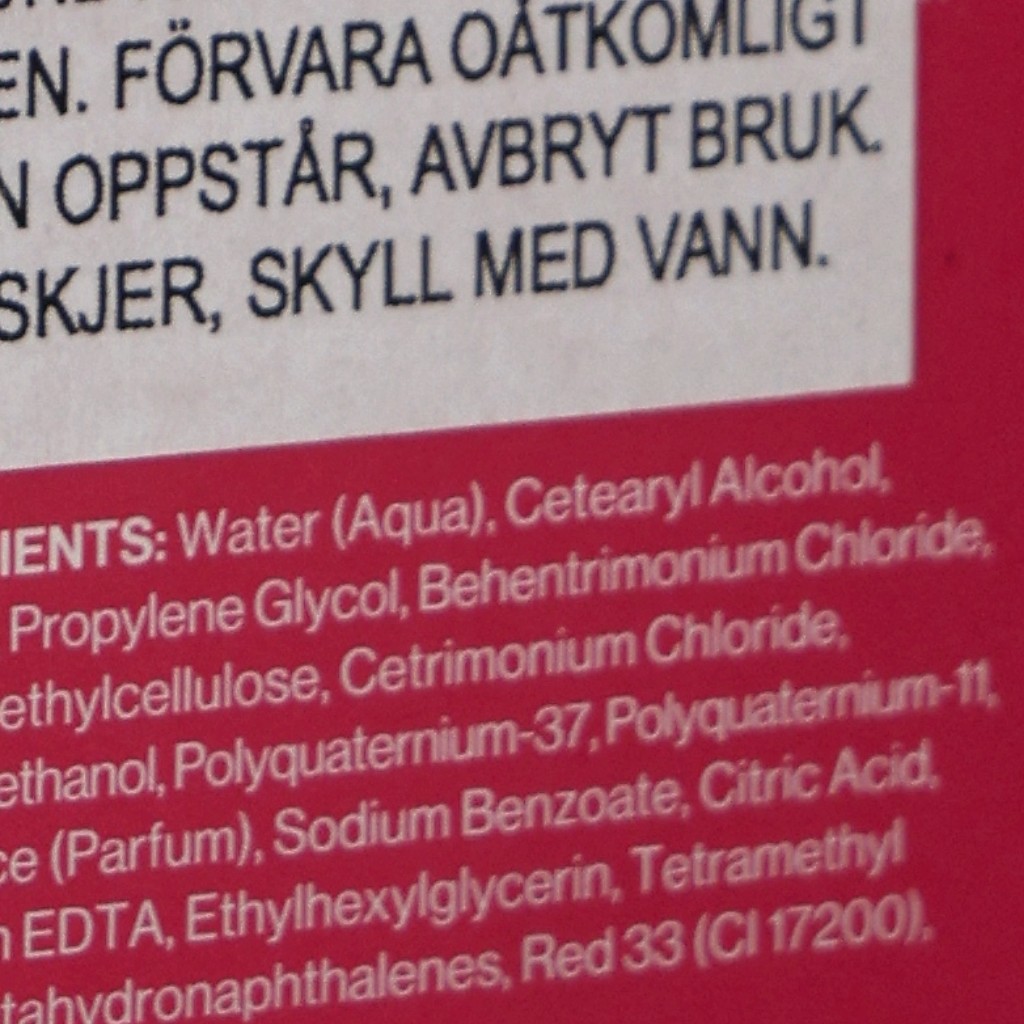 EN. FÖRVARA OÅTKOMLIGT
N OPPSTÅR, AVBRYT BRUK.
SKJER, SKYLL MED VANN.
IENTS: Water (Aqua), Cetearyl Alcohol,
Propylene Glycol, Behentrimonium Chloride,
ethylcellulose, Cetrimonium Chloride,
ethanol, Polyquaternium-37, Polyquaternium-11,
ce (Parfum), Sodium Benzoate, Citric Acid,
n EDTA, Ethylhexylglycerin, Tetramethyl
tahydronaphthalenes, Red 33 (CI 17200),